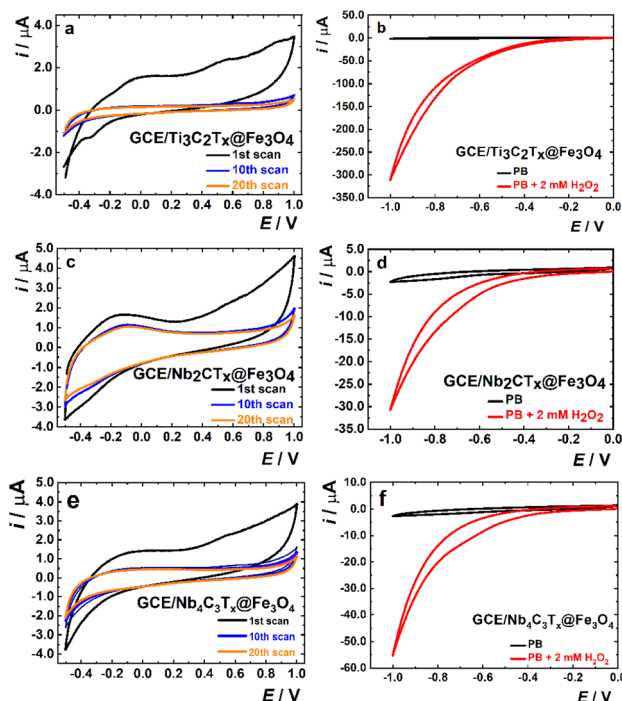 a
i / µA
4.0
2.0
0.0
-2.0
-4.0
GCE/Ti3C2Tx@Fe3O4
1st scan
10th scan
20th scan
-0.4 -0.2 0.0 0.2 0.4 0.6 0.8 1.0
E / V
b
i / µA
50.0
0.0
-50.0
-100.0
-150.0
-200.0
-250.0
-300.0
-350.0
GCE/Ti3C2Tx@Fe3O4
PB
PB + 2 mM H2O2
-1.0 -0.8 -0.6 -0.4 -0.2 0.0
E / V
c
i / µA
5.0
4.0
3.0
2.0
1.0
0.0
-1.0
-2.0
-3.0
-4.0
GCE/Nb2CTx@Fe3O4
1st scan
10th scan
20th scan
-0.4 -0.2 0.0 0.2 0.4 0.6 0.8 1.0
E / V
d
i / µA
5.0
0.0
-5.0
-10.0
-15.0
-20.0
-25.0
-30.0
-35.0
GCE/Nb2CTx@Fe3O4
PB
PB + 2 mM H2O2
-1.0 -0.8 -0.6 -0.4 -0.2 0.0
E / V
e
i / µA
5.0
4.0
3.0
2.0
1.0
0.0
-1.0
-2.0
-3.0
-4.0
GCE/Nb₄C₃Tₓ@Fe₃O₄
1st scan
10th scan
20th scan
-0.4 -0.2 0.0 0.2 0.4 0.6 0.8 1.0
E / V
f
i / µA
10.0
0.0
-10.0
-20.0
-30.0
-40.0
-50.0
-60.0
GCE/Nb₄C₃Tₓ@Fe₃O₄
PB
PB + 2 mM H₂O₂
-1.0 -0.8 -0.6 -0.4 -0.2 0.0
E / V